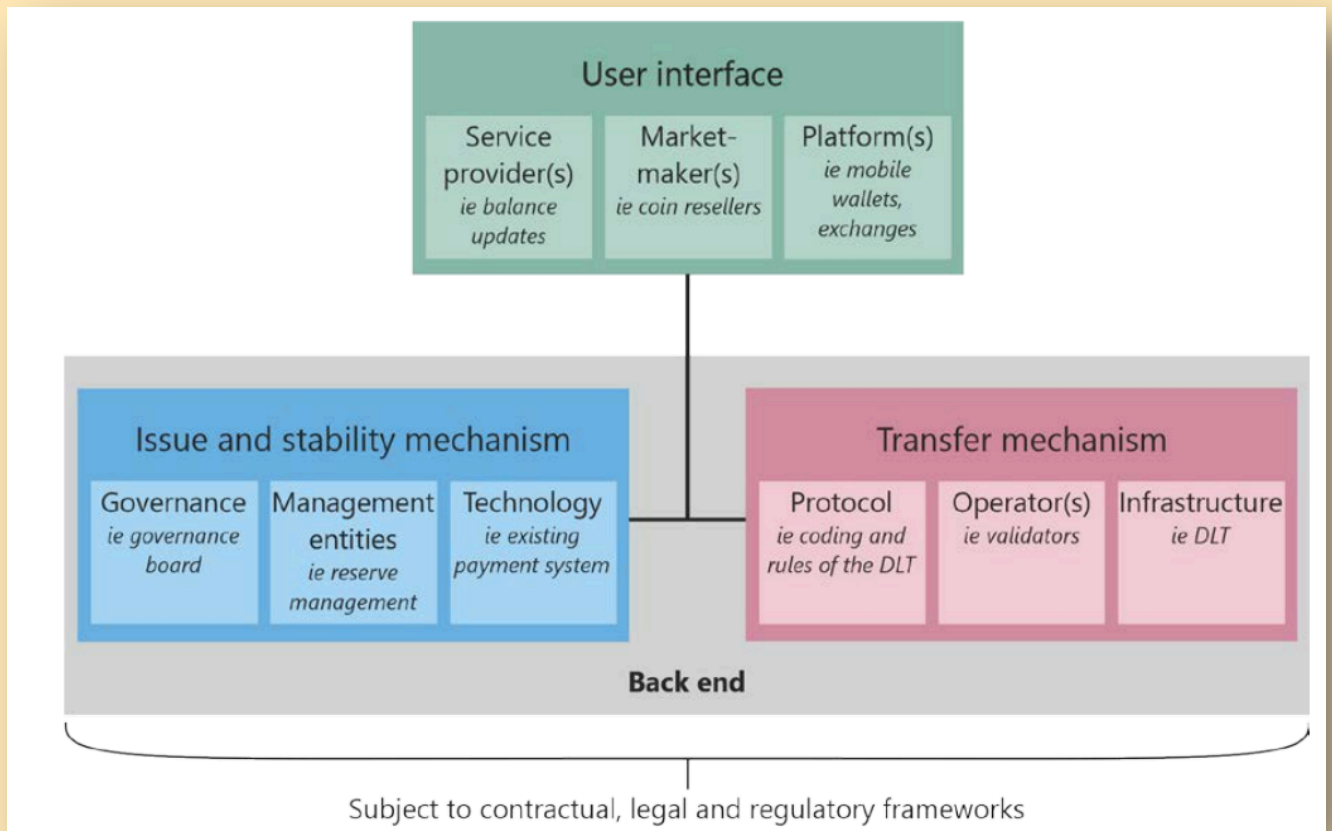 User interface
Service
provider(s)
ie balance
updates
Market-
maker(s)
ie coin resellers
Platform(s)
ie mobile
wallets,
exchanges
Issue and stability mechanism
Governance
ie governance
board
Management
entities
ie reserve
management
Technology
ie existing
payment system
Transfer mechanism
Protocol
ie coding and
rules of the DLT
Operator(s)
ie validators
Infrastructure
ie DLT
Back end
Subject to contractual, legal and regulatory frameworks